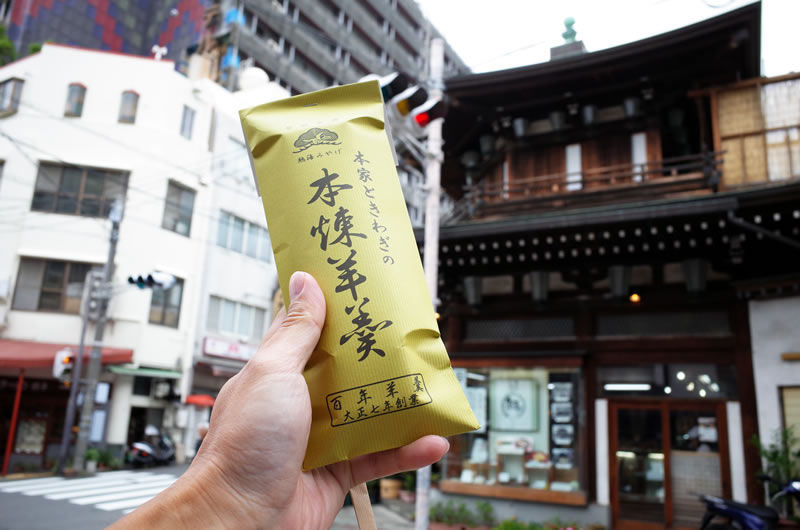 熱海みやげ
本家ときわぎの
本煉羊羹
百年羊羹
大正七年創業